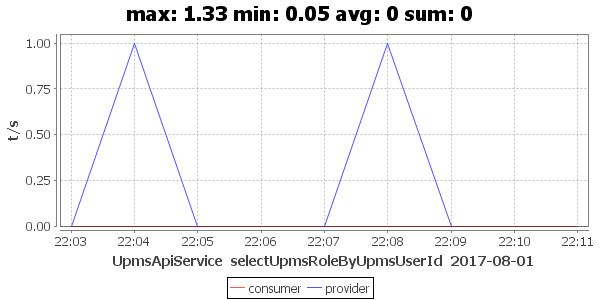 max: 1.33 min: 0.05 avg: 0 sum: 0
1.00
0.75
0.50
0.25
0.00
t/s
22:03 22:04 22:05 22:06 22:07 22:08 22:09 22:10 22:11
UpmsApiService selectUpmsRoleByUpmsUserId 2017-08-01
consumer provider